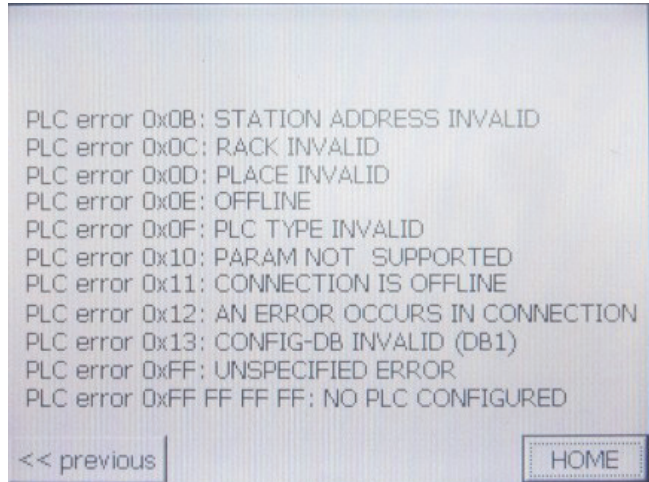 PLC error 0x0B: STATION ADDRESS INVALID
PLC error 0x0C: RACK INVALID
PLC error 0x0D: PLACE INVALID
PLC error 0x0E: OFFLINE
PLC error 0x0F: PLC TYPE INVALID
PLC error 0x10: PARAM NOT  SUPPORTED
PLC error 0x11: CONNECTION IS OFFLINE
PLC error 0x12: AN ERROR OCCURS IN CONNECTION
PLC error 0x13: CONFIG-DB INVALID (DB1)
PLC error 0xFF: UNSPECIFIED ERROR
PLC error 0xFF FF FF FF: NO PLC CONFIGURED
<< previous
HOME